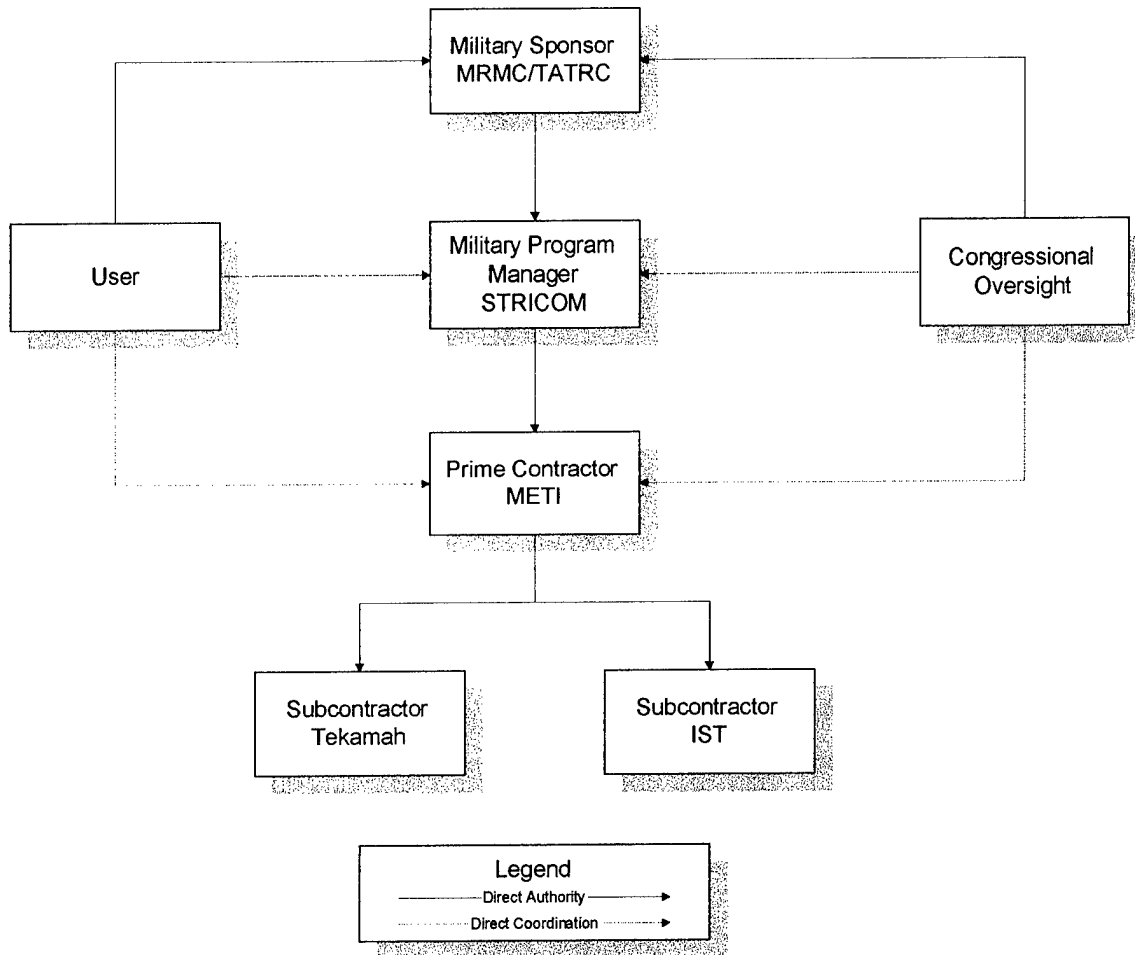 Military Sponsor
MRMC/TATRC
User
Military Program
Manager
STRICOM
Congressional
Oversight
Prime Contractor
METI
Subcontractor
Tekamah
Subcontractor
IST
Legend
Direct Authority
Direct Coordination